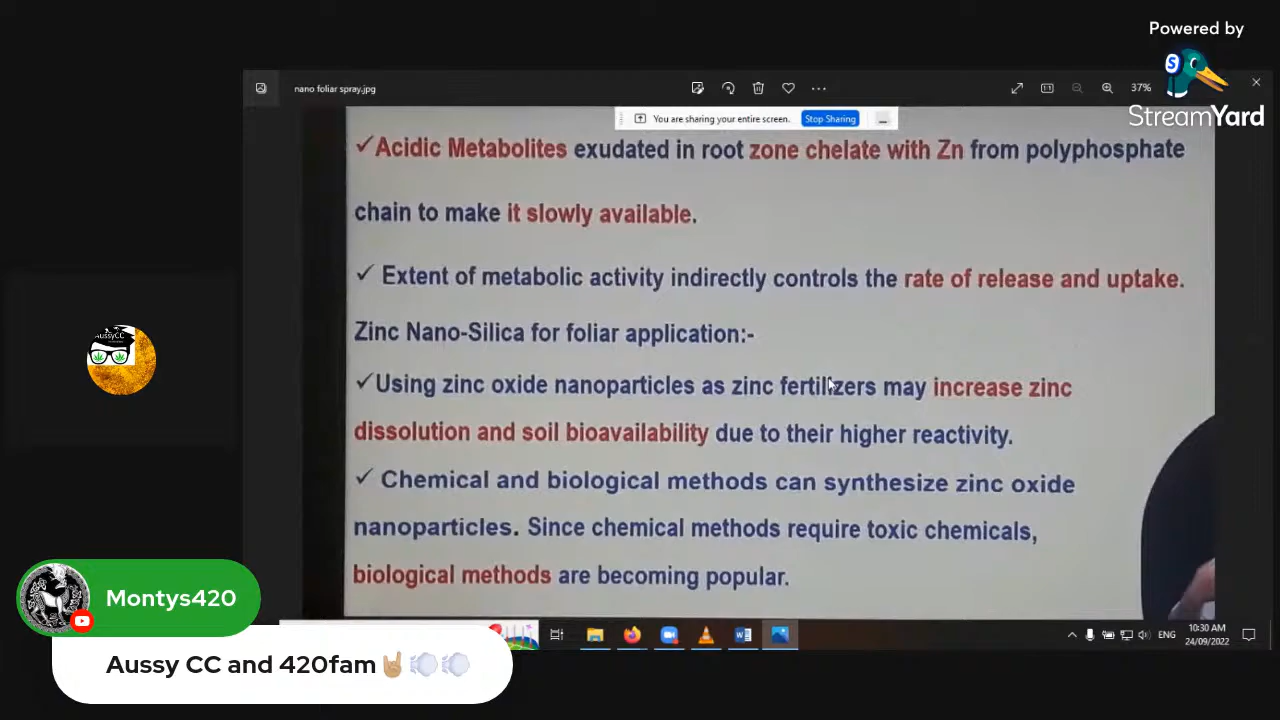 Powered by
StreamYard
nano foliar spray.jpg
37%
You are sharing your entire screen.
Stop Sharing
✓Acidic Metabolites exudated in root zone chelate with Zn from polyphosphate
chain to make it slowly available.
✓ Extent of metabolic activity indirectly controls the rate of release and uptake.
Zinc Nano-Silica for foliar application:-
✓Using zinc oxide nanoparticles as zinc fertilizers may increase zinc
dissolution and soil bioavailability due to their higher reactivity.
✓ Chemical and biological methods can synthesize zinc oxide
nanoparticles. Since chemical methods require toxic chemicals,
biological methods are becoming popular.
AussyCC
Montys420
Aussy CC and 420fam🤘🏼💨💨
ENG
10:30 AM
24/09/2022